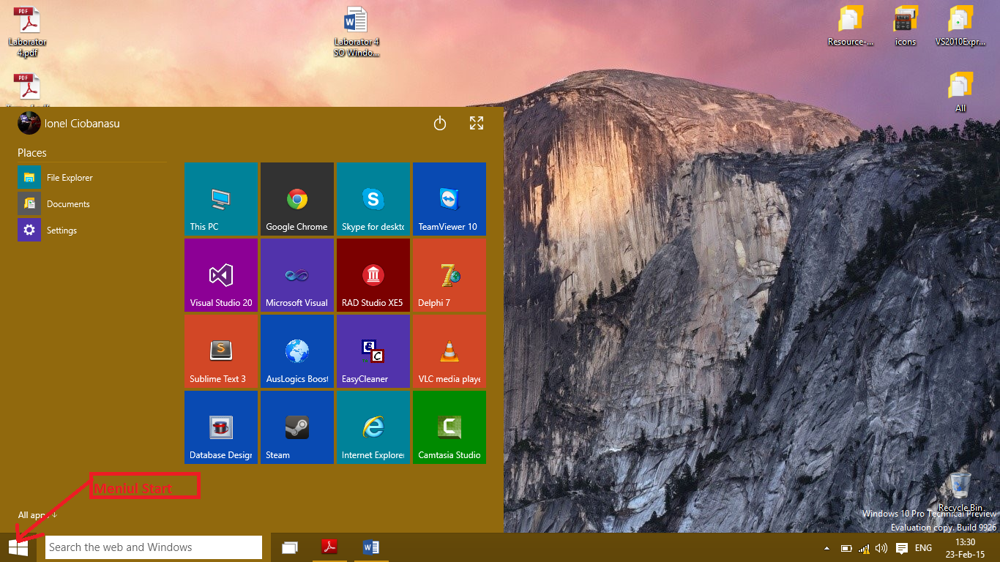 PDF
Laborator
4.pdf
Laborator 4
SO Windo...
Resource-...
icons
VS2010Expr...
PDF
All
Ionel Ciobanasu
Places
File Explorer
Documents
Settings
This PC
Google Chrome
Skype for deskto
TeamViewer 10
Visual Studio 20
Microsoft Visual
RAD Studio XE5
Delphi 7
Sublime Text 3
AusLogics Boost
EasyCleaner
VLC media playe
Database Design
Steam
Internet Explorer
Camtasia Studio
Meniul Start
All apps
Recycle Bin
Windows 10 Pro Technical Preview
Evaluation copy. Build 9926
Search the web and Windows
ENG
13:30
23-Feb-15